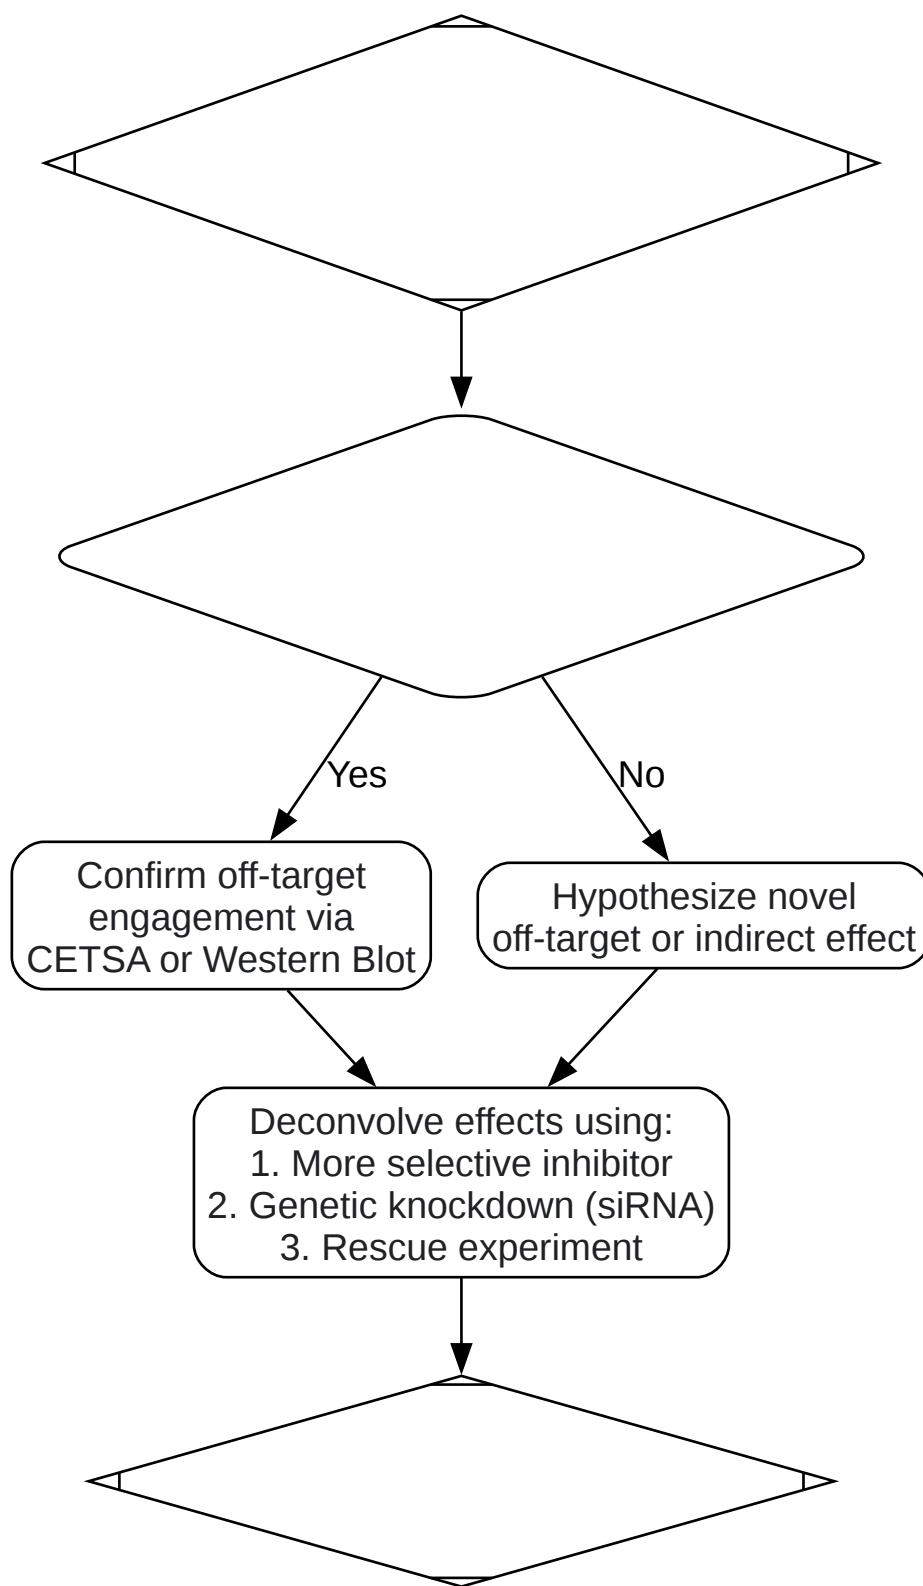 Yes
No
Confirm off-target
engagement via
CETSA or Western Blot
Hypothesize novel
off-target or indirect effect
Deconvolve effects using:
1. More selective inhibitor
2. Genetic knockdown (siRNA)
3. Rescue experiment